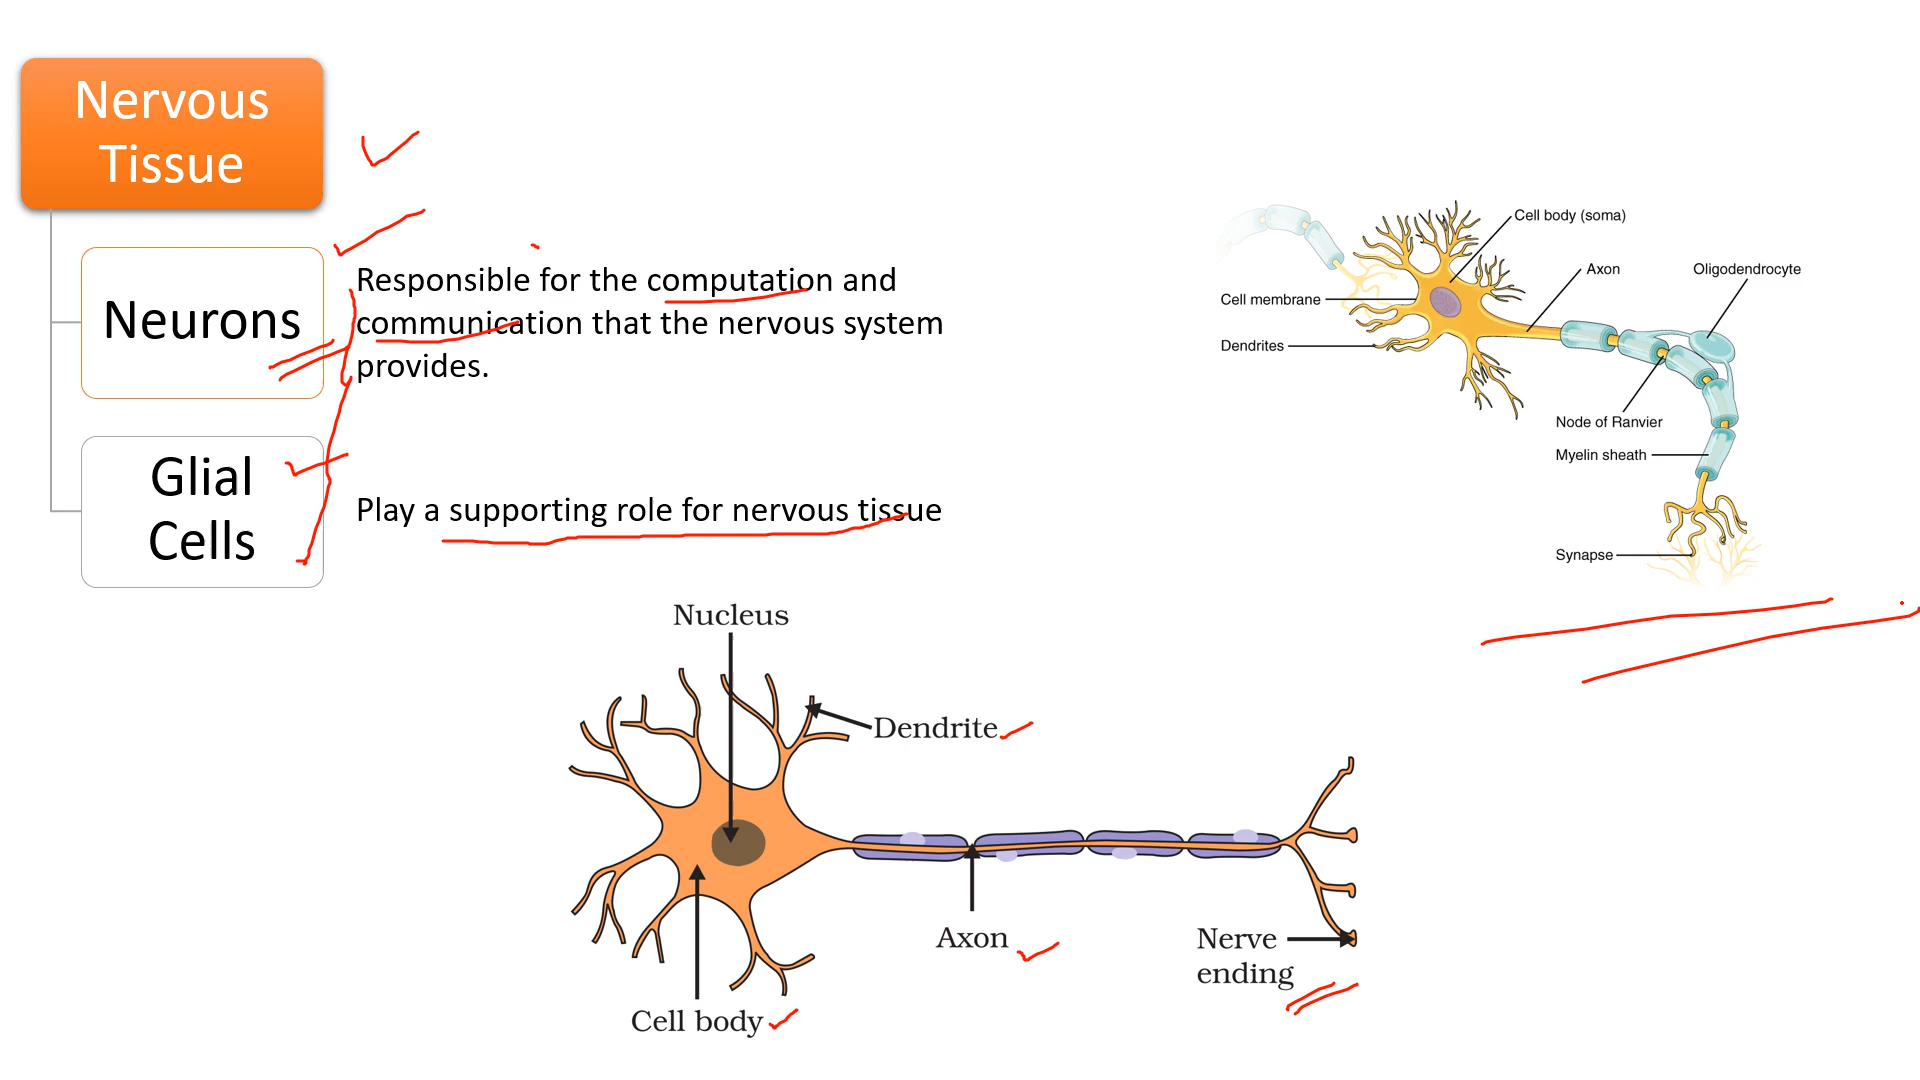 Nervous
Tissue
Neurons
Responsible for the computation and
communication that the nervous system
provides.
Glial
Cells
Play a supporting role for nervous tissue
Cell body (soma)
Axon
Oligodendrocyte
Cell membrane
Dendrites
Node of Ranvier
Myelin sheath
Synapse
Nucleus
Dendrite
Axon
Nerve
ending
Cell body